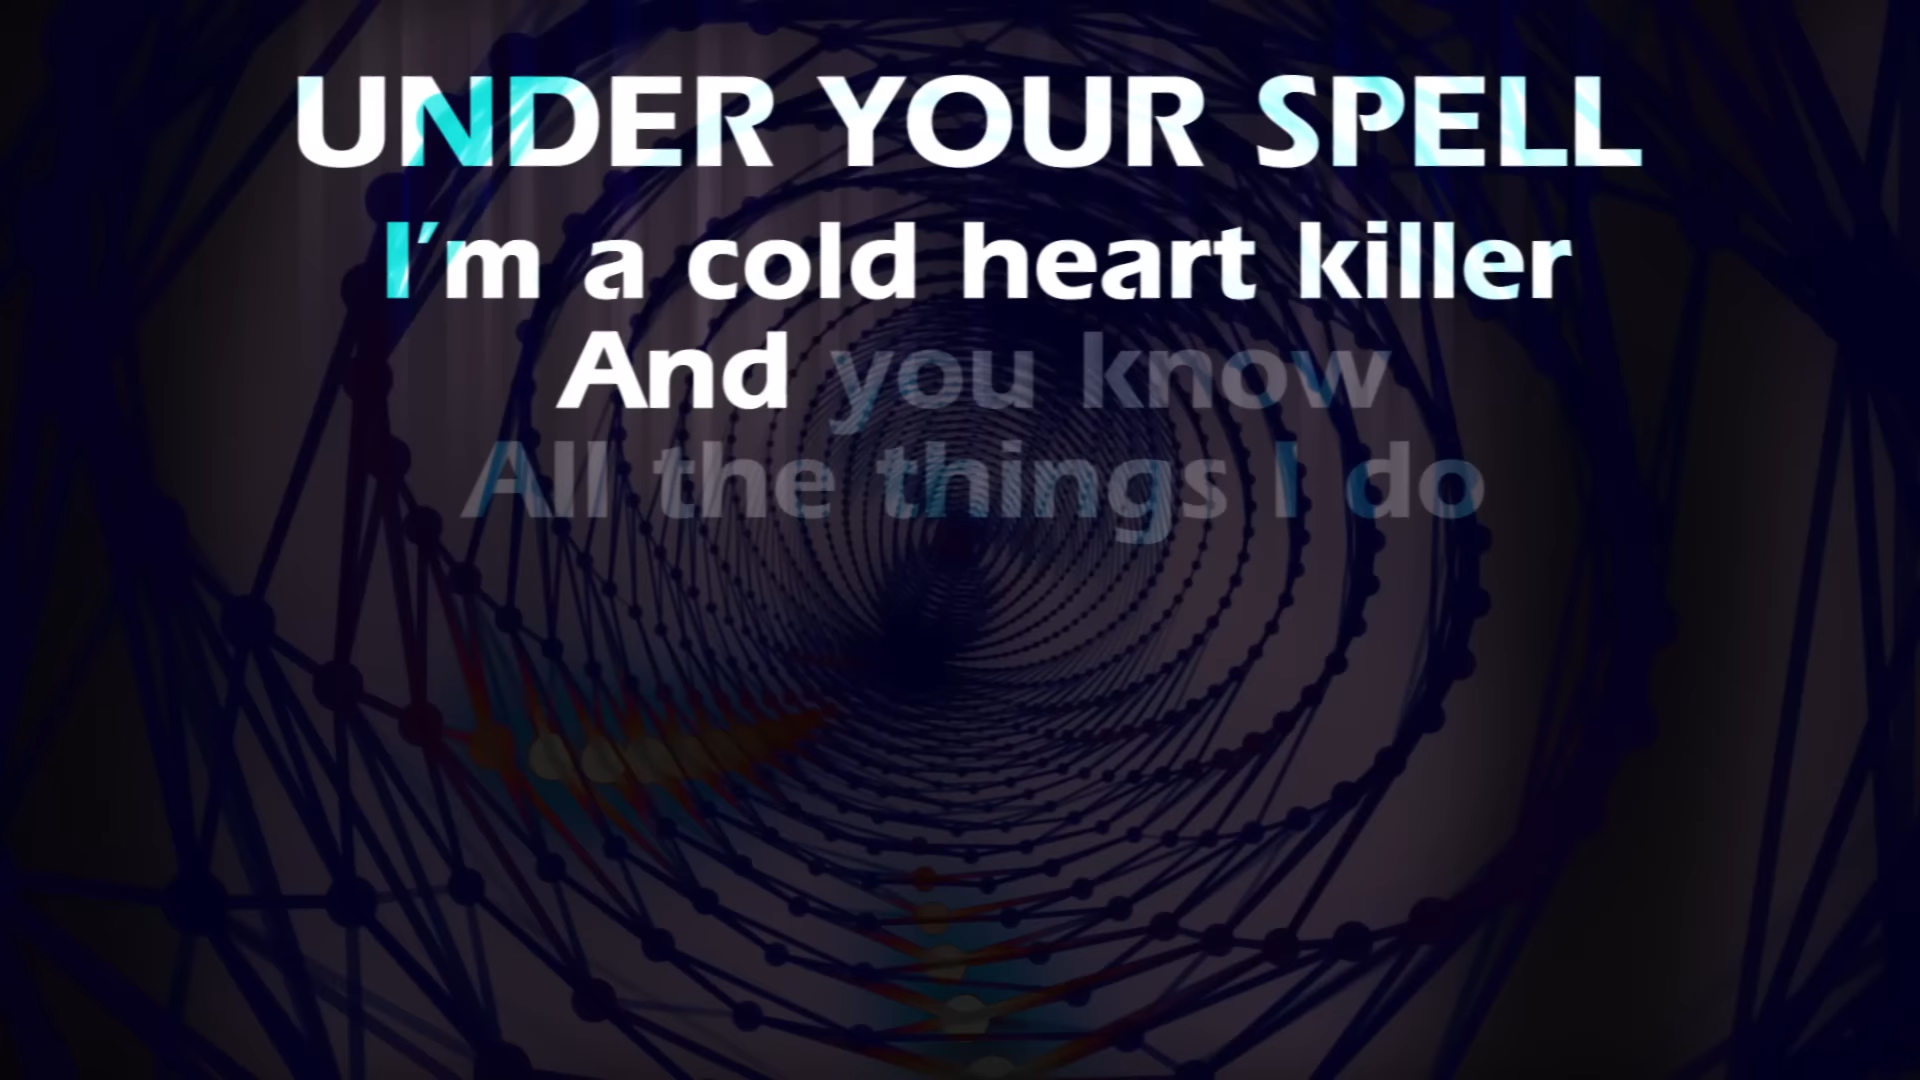 UNDER YOUR SPELL
I'm a cold heart killer
And you know
All the things I do